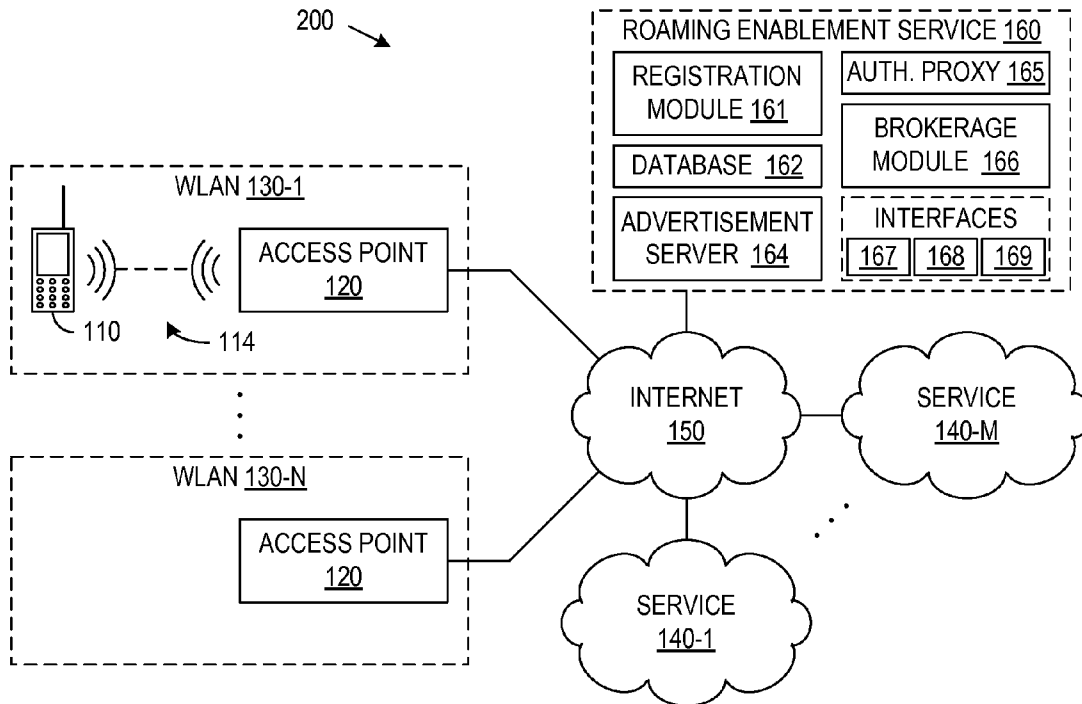 200
ROAMING ENABLEMENT SERVICE 160
REGISTRATION
MODULE 161
DATABASE 162
ADVERTISEMENT
SERVER 164
AUTH. PROXY 165
BROKERAGE
MODULE 166
INTERFACES
167 168 169
WLAN 130-1
ACCESS POINT
120
110
114
WLAN 130-N
ACCESS POINT
120
INTERNET
150
SERVICE
140-M
SERVICE
140-1